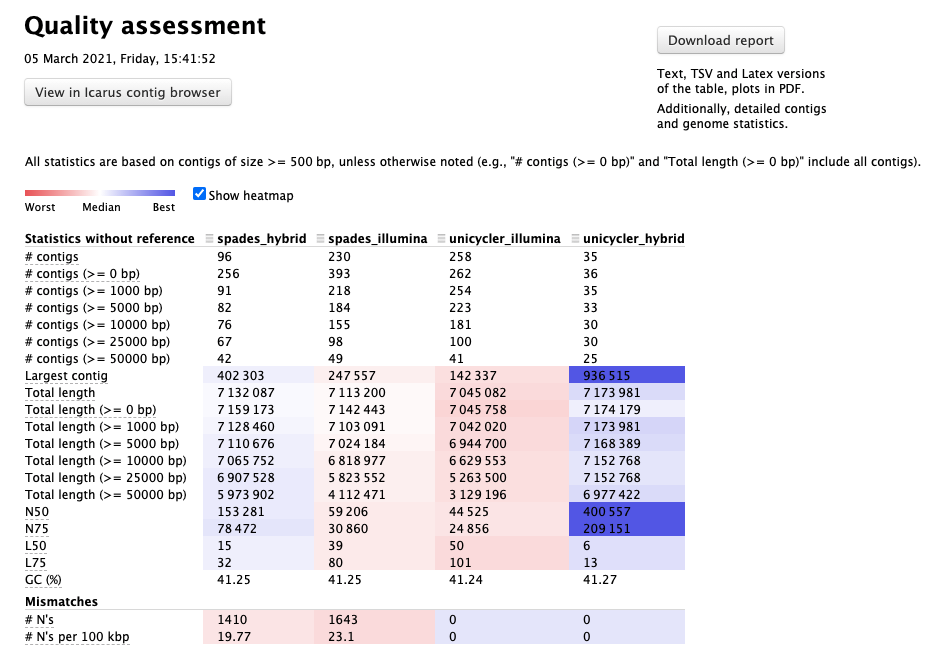 Quality assessment
05 March 2021, Friday, 15:41:52
View in Icarus contig browser
Download report
Text, TSV and Latex versions
of the table, plots in PDF.
Additionally, detailed contigs
and genome statistics.
All statistics are based on contigs of size >= 500 bp, unless otherwise noted (e.g., "# contigs (>= 0 bp)" and "Total length (>= 0 bp)" include all contigs).
Worst Median Best Show heatmap
Statistics without reference spades_hybrid spades_illumina unicycler_illumina unicycler_hybrid
# contigs 96 230 258 35
# contigs (>= 0 bp) 256 393 262 36
# contigs (>= 1000 bp) 91 218 254 35
# contigs (>= 5000 bp) 82 184 223 33
# contigs (>= 10000 bp) 76 155 181 30
# contigs (>= 25000 bp) 67 98 100 30
# contigs (>= 50000 bp) 42 49 41 25
Largest contig 402 303 247 557 142 337 936 515
Total length 7 132 087 7 113 200 7 045 082 7 173 981
Total length (>= 0 bp) 7 159 173 7 142 443 7 045 758 7 174 179
Total length (>= 1000 bp) 7 128 460 7 103 091 7 042 020 7 173 981
Total length (>= 5000 bp) 7 110 676 7 024 184 6 944 700 7 168 389
Total length (>= 10000 bp) 7 065 752 6 818 977 6 629 553 7 152 768
Total length (>= 25000 bp) 6 907 528 5 823 552 5 263 500 7 152 768
Total length (>= 50000 bp) 5 973 902 4 112 471 3 129 196 6 977 422
N50 153 281 59 206 44 525 400 557
N75 78 472 30 860 24 856 209 151
L50 15 39 50 6
L75 32 80 101 13
GC (%) 41.25 41.25 41.24 41.27
Mismatches
# N's 1410 1643 0 0
# N's per 100 kbp 19.77 23.1 0 0